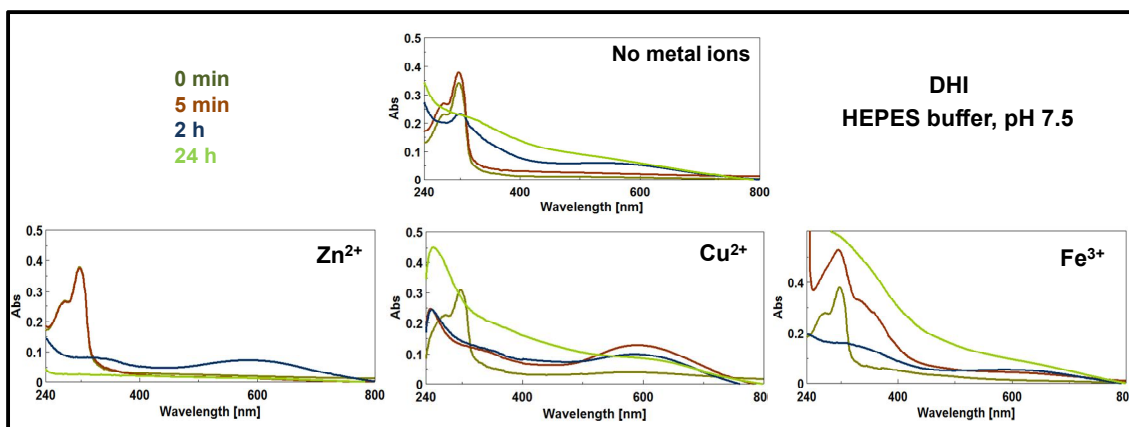 No metal ions
0 min
5 min
2 h
24 h
DHI
HEPES buffer, pH 7.5
0.5
0.4
0.3
0.2
0.1
0
Abs
240
400
600
800
Wavelength [nm]
Zn²⁺
0.5
0.4
0.3
0.2
0.1
0
Abs
240
400
600
800
Wavelength [nm]
Cu²⁺
0.5
0.4
0.3
0.2
0.1
0
Abs
240
400
600
80
Wavelength [nm]
Fe³⁺
0.4
0.2
0
Abs
240
400
600
80
Wavelength [nm]